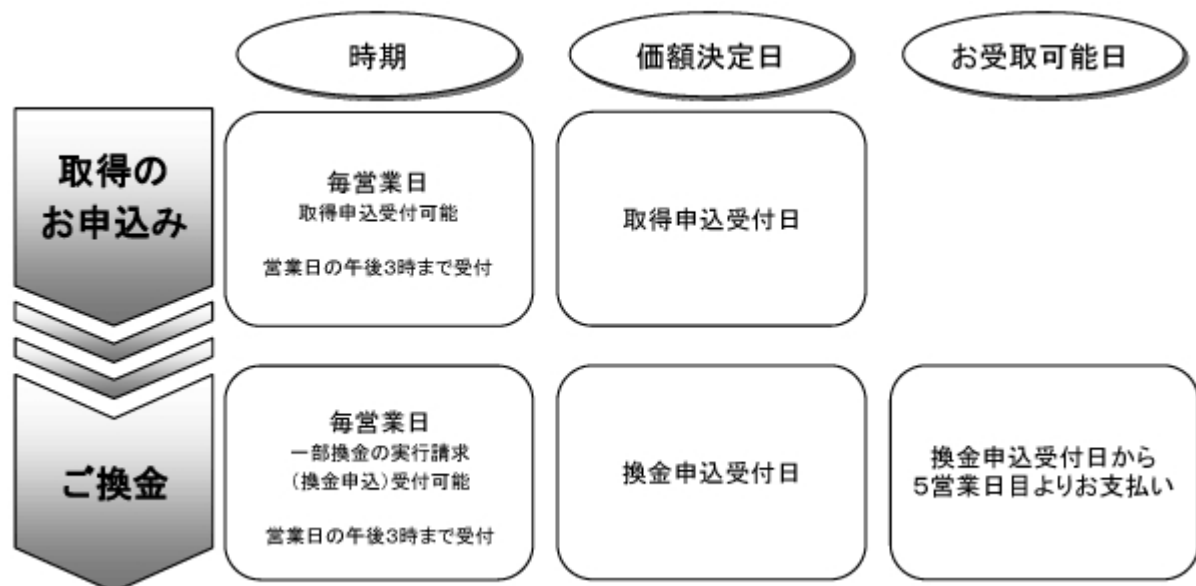 時期
価額決定日
お受取可能日
取得の
お申込み
毎営業日
取得申込受付可能
営業日の午後3時まで受付
取得申込受付日
ご換金
毎営業日
一部換金の実行請求
(換金申込)受付可能
営業日の午後3時まで受付
換金申込受付日
換金申込受付日から
5営業日目よりお支払い